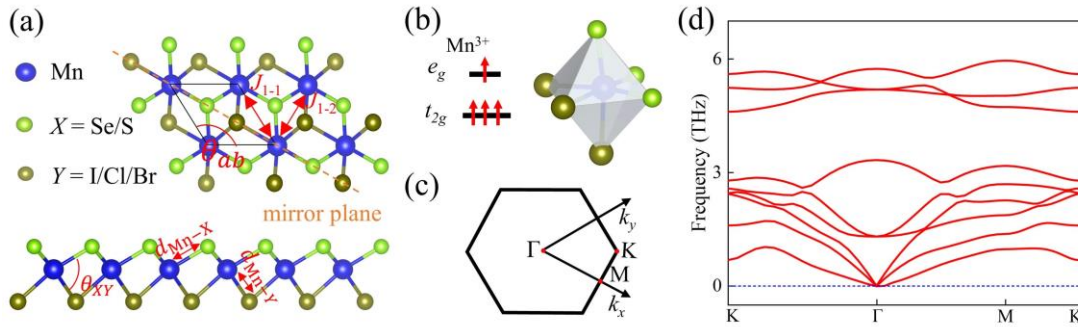 (a)
Mn
X = Se/S
Y = I/Cl/Br
J1-1
J1-2
θab
mirror plane
dMn−X
dMn−Y
θXY
(b)
Mn3+
eg
t2g
(c)
ky
Γ
K
M
kx
(d)
Frequency (THz)
6
3
0
K
Γ
M
K